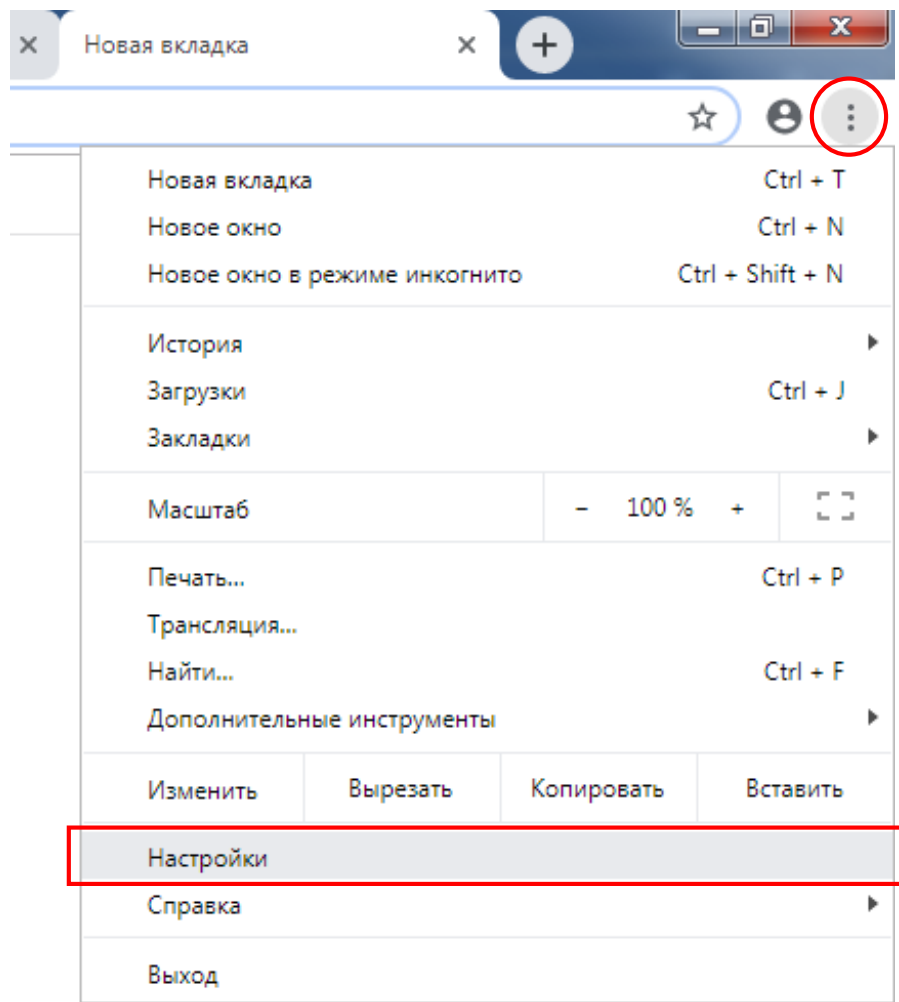 Новая вкладка
Новая вкладка Ctrl + T
Новое окно Ctrl + N
Новое окно в режиме инкогнито Ctrl + Shift + N
История
Загрузки Ctrl + J
Закладки
Масштаб - 100 % +
Печать... Ctrl + P
Трансляция...
Найти... Ctrl + F
Дополнительные инструменты
Изменить Вырезать Копировать Вставить
Настройки
Справка
Выход